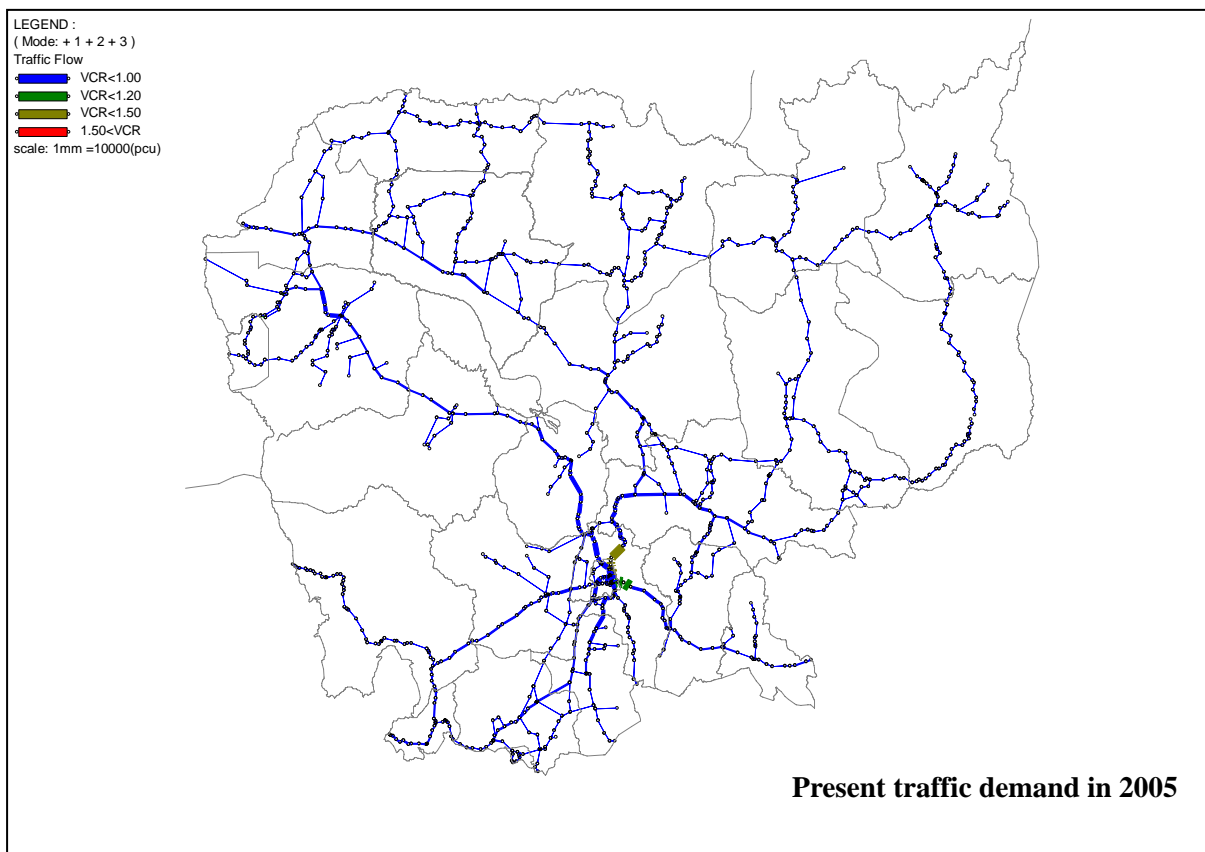 LEGEND :
( Mode: + 1 + 2 + 3 )
Traffic Flow
VCR<1.00
VCR<1.20
VCR<1.50
1.50<VCR
scale: 1mm =10000(pcu)
Present traffic demand in 2005